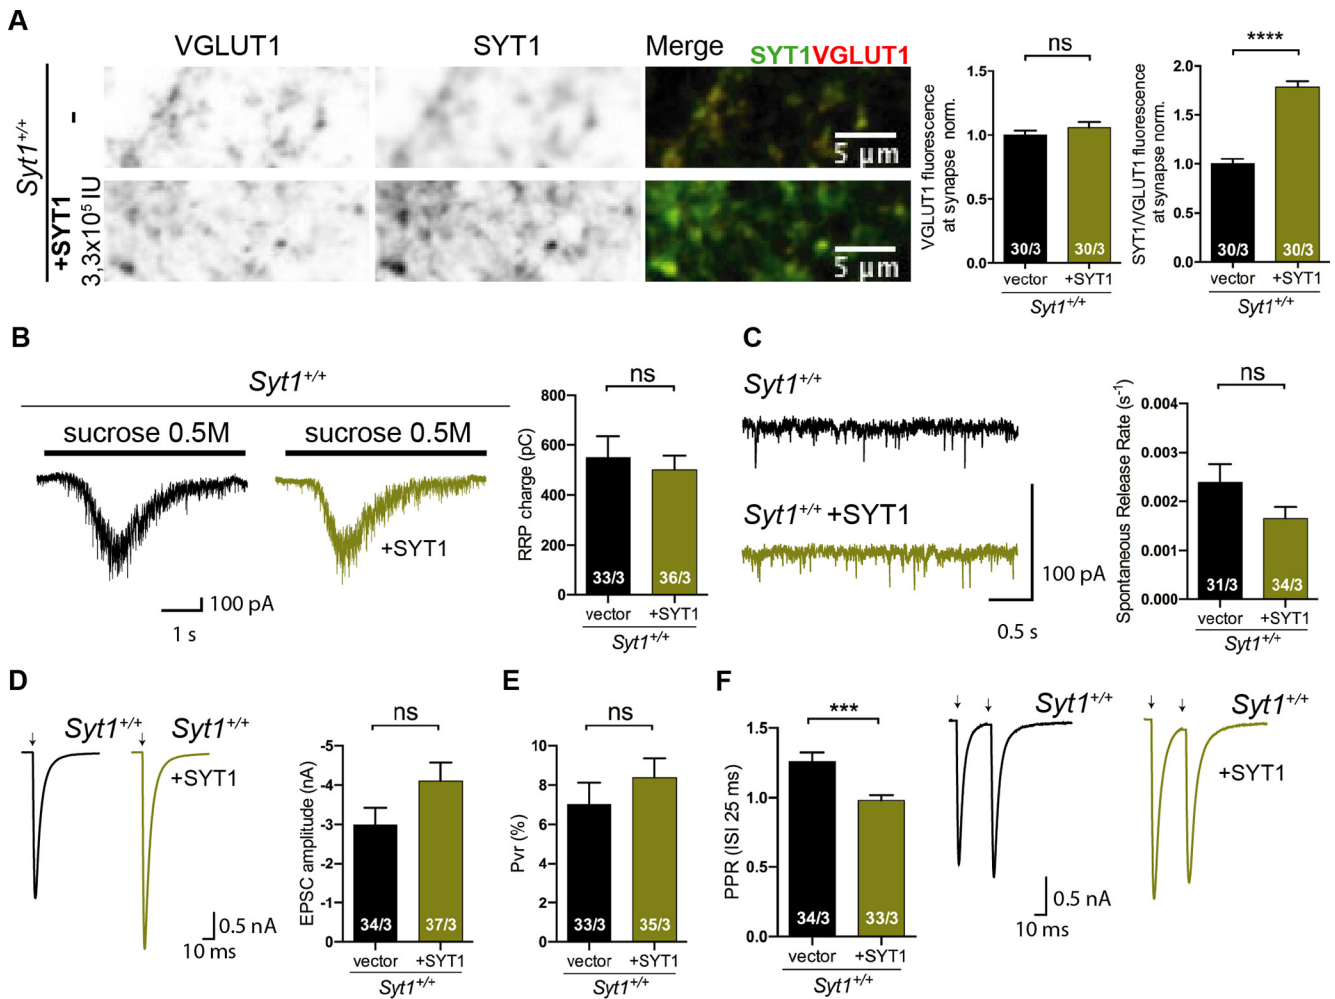 A
VGLUT1
SYT1
Merge
SYT1VGLUT1
Syt1+/+
-
+SYT1
3,3x10⁵ IU
5 μm
5 μm
VGLUT1 fluorescence
at synapse norm.
1.5
1.0
0.5
0.0
ns
30/3
30/3
vector
+SYT1
Syt1+/+
SYT1/VGLUT1 fluorescence
at synapse norm.
2.0
1.5
1.0
0.5
0.0
****
30/3
30/3
vector
+SYT1
Syt1+/+
B
Syt1+/+
sucrose 0.5M
sucrose 0.5M
+SYT1
100 pA
1 s
RRP charge (pC)
800
600
400
200
0
ns
33/3
36/3
vector
+SYT1
Syt1+/+
C
Syt1+/+
Syt1+/+ +SYT1
100 pA
0.5 s
Spontaneous Release Rate (s⁻¹)
0.004
0.003
0.002
0.001
0.000
ns
31/3
34/3
vector
+SYT1
Syt1+/+
D
Syt1+/+
Syt1+/+
+SYT1
0.5 nA
10 ms
EPSC amplitude (nA)
-5
-4
-3
-2
-1
0
ns
34/3
37/3
vector
+SYT1
Syt1+/+
E
Pvr (%)
10
8
6
4
2
0
ns
33/3
35/3
vector
+SYT1
Syt1+/+
F
PPR (ISI 25 ms)
1.5
1.0
0.5
0.0
***
34/3
33/3
vector
+SYT1
Syt1+/+
Syt1+/+
0.5 nA
10 ms
Syt1+/+
+SYT1
0.5 nA
10 ms